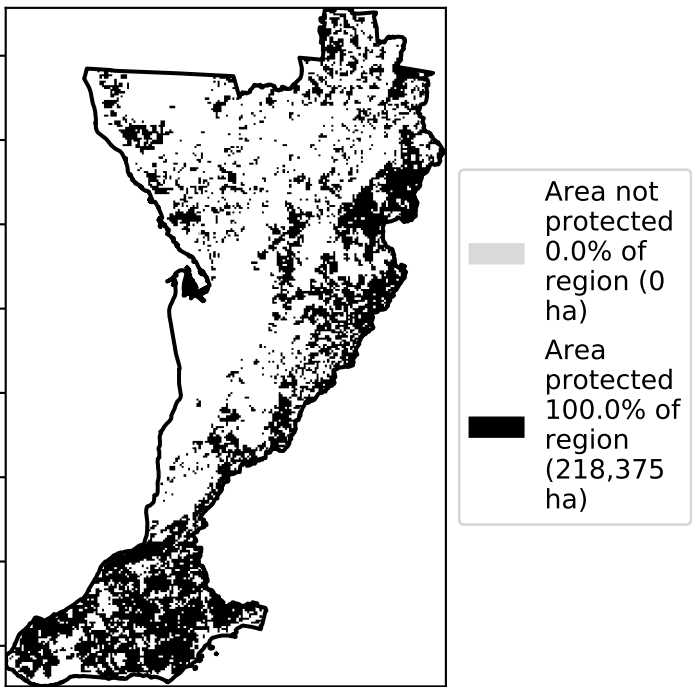 Area not
protected
0.0% of
region (0
ha)
Area
protected
100.0% of
region
(218,375
ha)